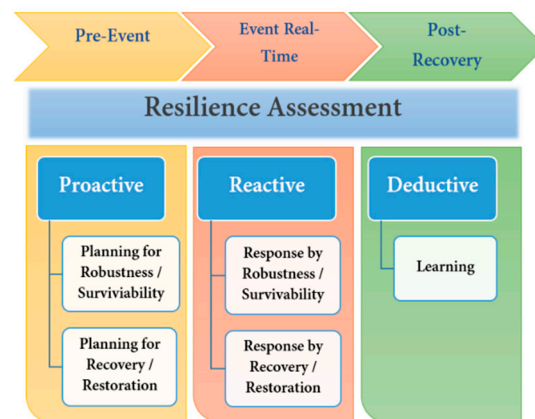 Pre-Event
Event Real-
Time
Post-
Recovery
Resilience Assessment
Proactive
Planning for
Robustness /
Surviviability
Planning for
Recovery /
Restoration
Reactive
Response by
Robustness /
Survivability
Response by
Recovery /
Restoration
Deductive
Learning